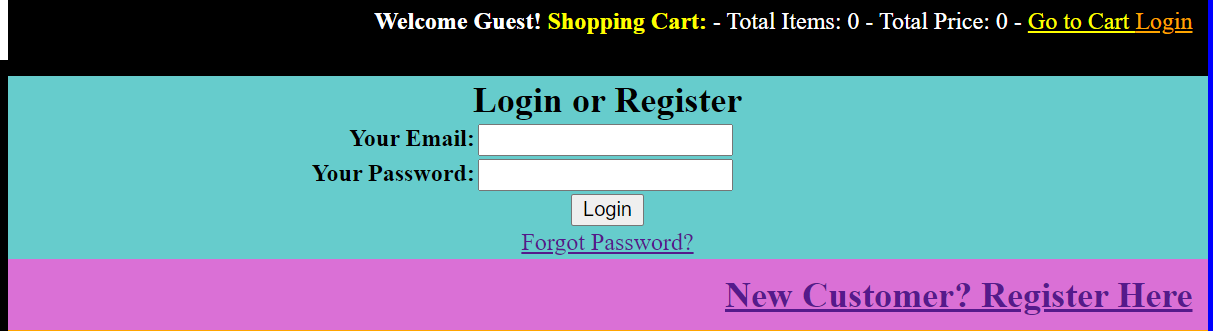 Welcome Guest! Shopping Cart: - Total Items: 0 - Total Price: 0 - Go to Cart Login
Login or Register
Your Email:
Your Password:
Login
Forgot Password?
New Customer? Register Here